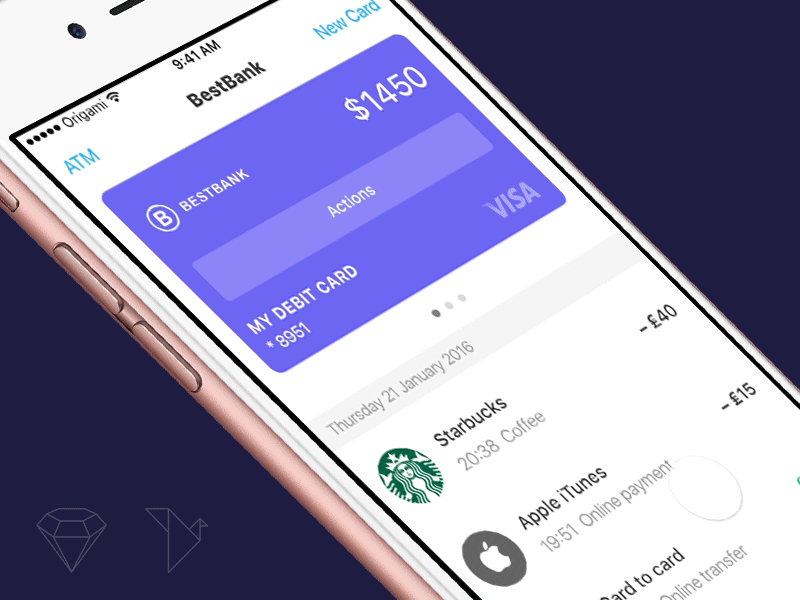 Origami
9:41 AM
ATM
BestBank
New Card
B BESTBANK
$1450
Actions
MY DEBIT CARD
* 8951
VISA
Thursday 21 January 2016
Starbucks
- £40
20:38 Coffee
Apple iTunes
- £15
19:51 Online payment
Card to card
Online transfer